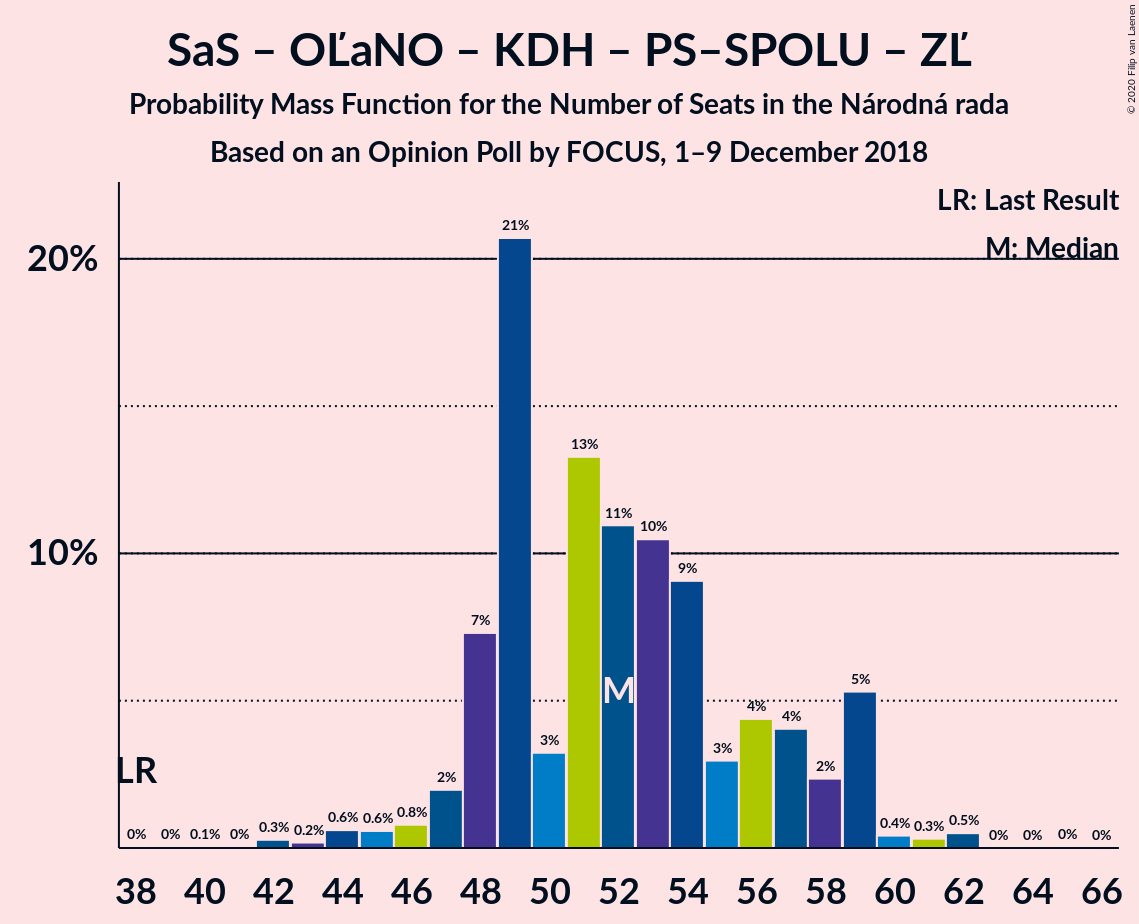 SaS – OĽaNO – KDH – PS–SPOLU – ZĽ
Probability Mass Function for the Number of Seats in the Národná rada
Based on an Opinion Poll by FOCUS, 1–9 December 2018
© 2020 Filip van Laenen
LR: Last Result
M: Median
20%
10%
LR
M
0% 0% 0.1% 0% 0.3% 0.2% 0.6% 0.6% 0.8% 2% 7% 21% 3% 13% 11% 10% 9% 3% 4% 4% 2% 5% 0.4% 0.3% 0.5% 0% 0% 0% 0%
38 40 42 44 46 48 50 52 54 56 58 60 62 64 66